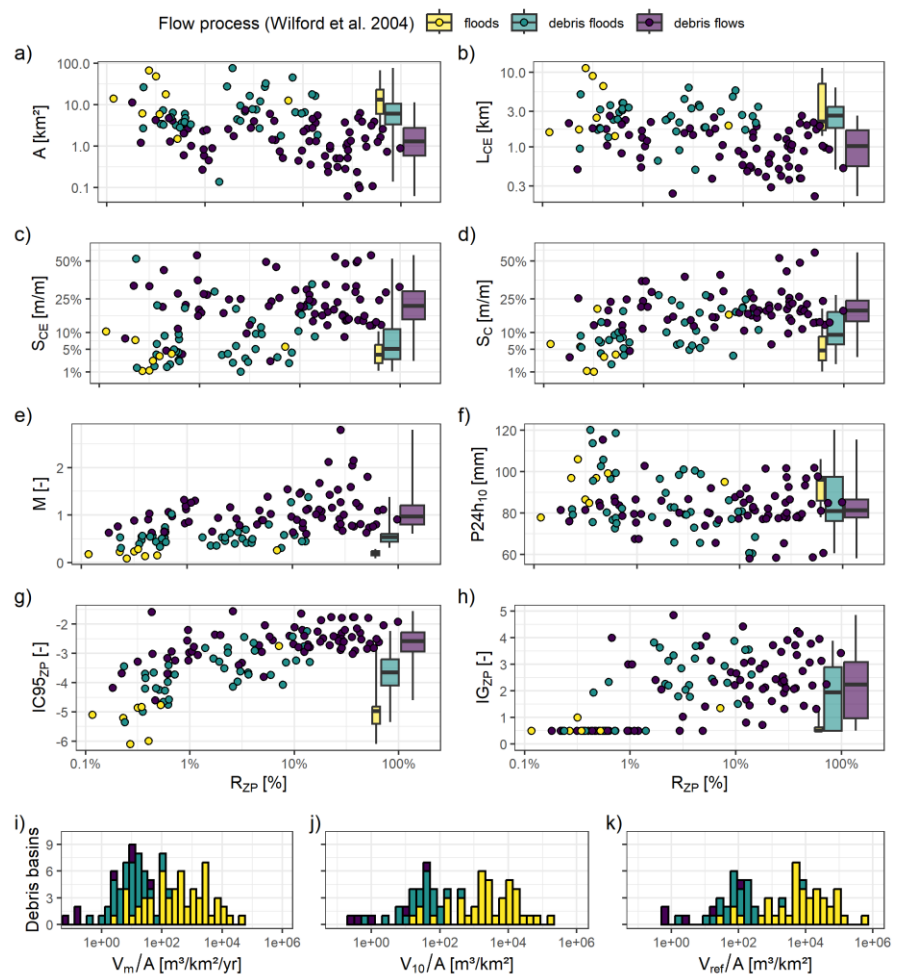 Flow process (Wilford et al. 2004) floods debris floods debris flows
a) b)
100.0
10.0
1.0
0.1
A [km²]
10.0
3.0
1.0
0.3
L_CE [km]
c) d)
50%
25%
10%
5%
1%
S_CE [m/m]
50%
25%
10%
5%
1%
S_C [m/m]
e) f)
2
1
0
M [-]
120
100
80
60
P24h_10 [mm]
g) h)
-2
-3
-4
-5
-6
IC95_ZP [-]
5
4
3
2
1
0
IG_ZP [-]
0.1% 1% 10% 100%
R_ZP [%]
0.1% 1% 10% 100%
R_ZP [%]
i) j) k)
9
6
3
0
Debris basins
1e+00 1e+02 1e+04 1e+06
V_m/A [m³/km²/yr]
1e+00 1e+02 1e+04 1e+06
V_10/A [m³/km²]
1e+00 1e+02 1e+04 1e+06
V_ref/A [m³/km²]